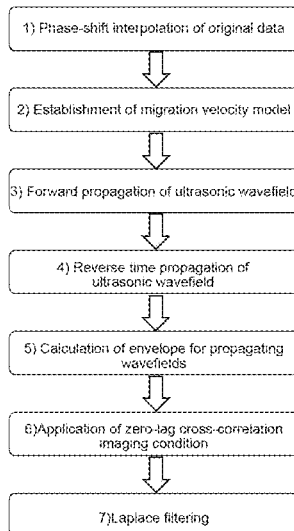 1) Phase-shift interpolation of original data
2) Establishment of migration velocity model
3) Forward propagation of ultrasonic wavefield
4) Reverse time propagation of
ultrasonic wavefield
5) Calculation of envelope for propagating
wavefields
6)Application of zero-lag cross-correlation
imaging condition
7)Laplace filtering